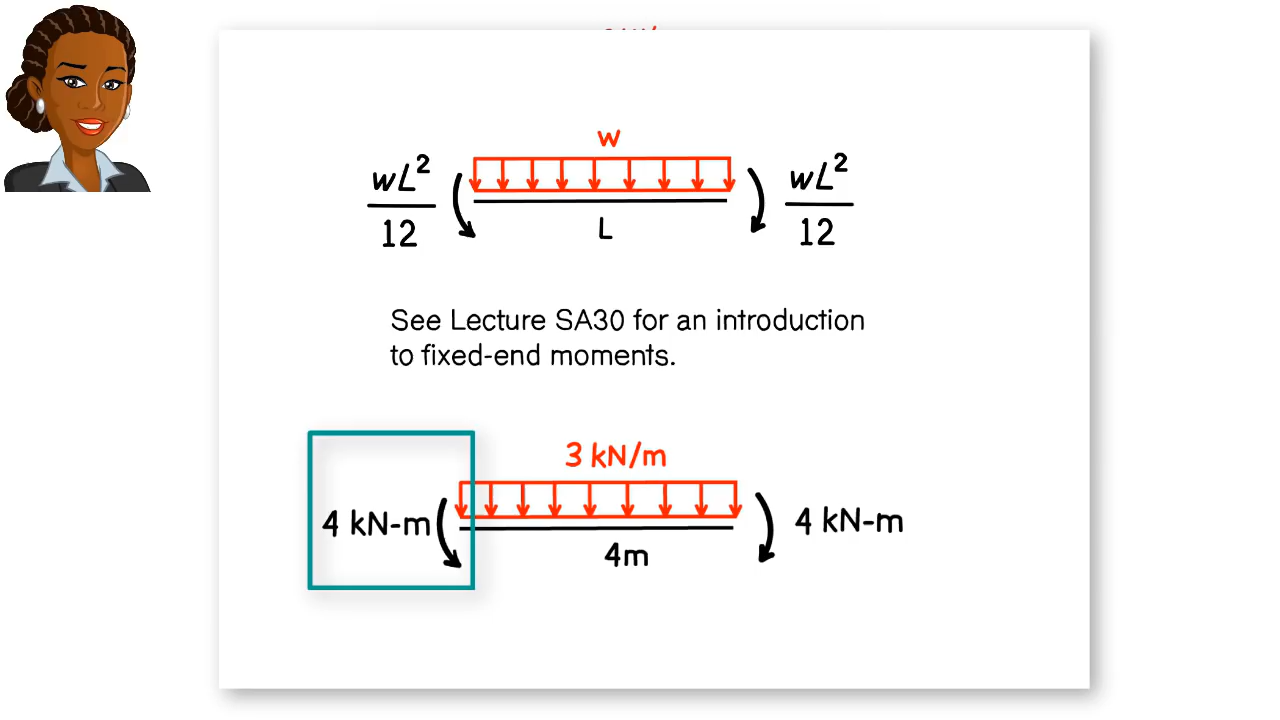 w
wL²
12
L
wL²
12
See Lecture SA30 for an introduction
to fixed-end moments.
3 kN/m
4 kN-m
4m
4 kN-m